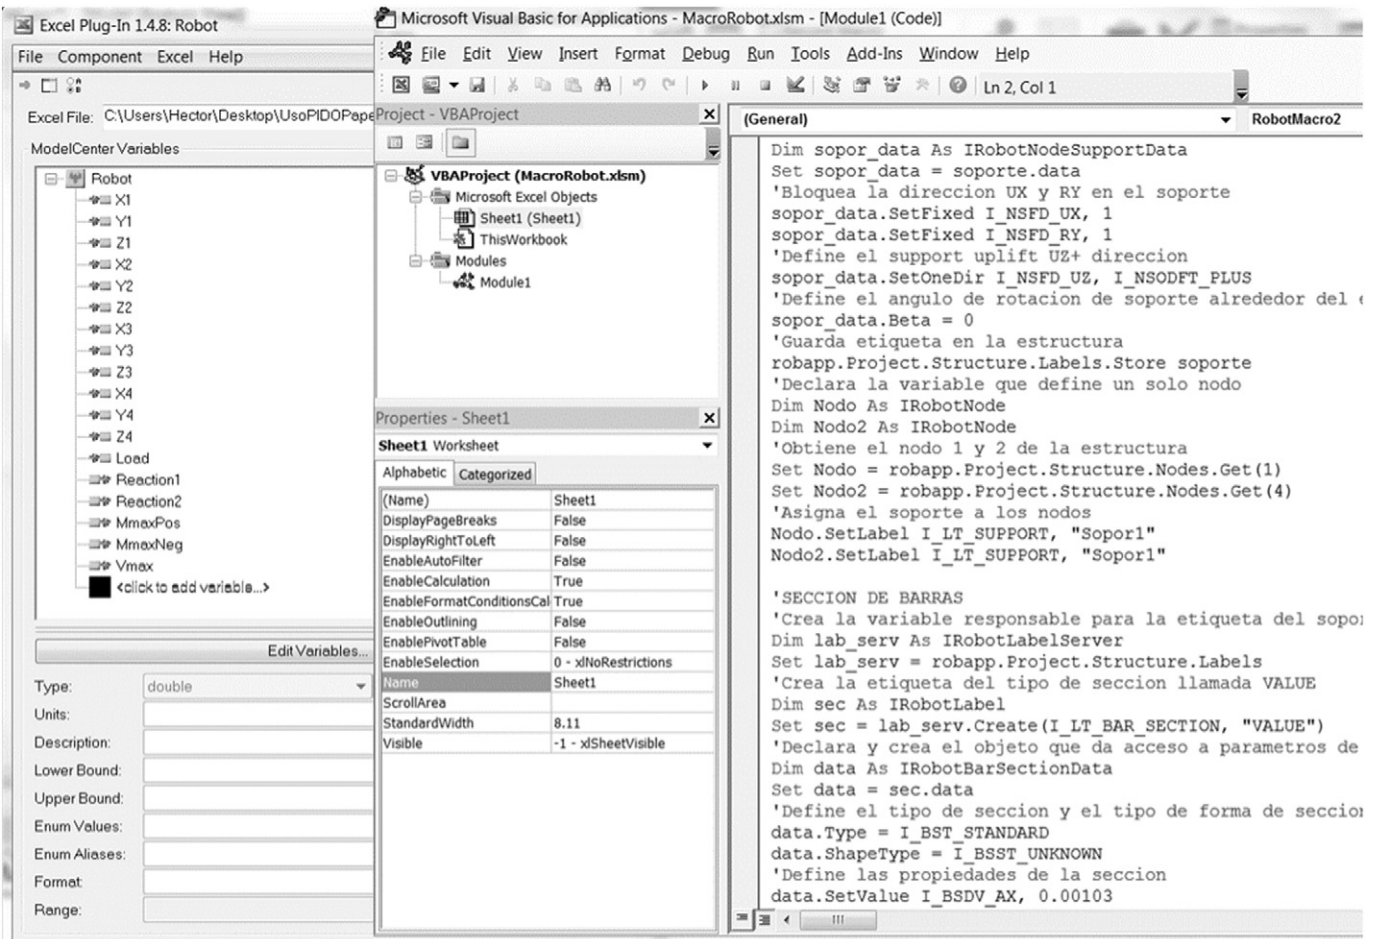 Excel Plug-In 1.4.8: Robot
File Component Excel Help
Excel File: C:\Users\Hector\Desktop\UsoPIDOPape
ModelCenter Variables
Robot
X1
Y1
Z1
X2
Y2
Z2
X3
Y3
Z3
X4
Y4
Z4
Load
Reaction1
Reaction2
MmaxPos
MmaxNeg
Vmax
<click to add variable...>
Edit Variables...
Type: double
Units:
Description:
Lower Bound:
Upper Bound:
Enum Values:
Enum Aliases:
Format:
Range:
Microsoft Visual Basic for Applications - MacroRobot.xlsm - [Module1 (Code)]
File Edit View Insert Format Debug Run Tools Add-Ins Window Help
Ln 2, Col 1
Project - VBAProject
VBAProject (MacroRobot.xlsm)
Microsoft Excel Objects
Sheet1 (Sheet1)
ThisWorkbook
Modules
Module1
Properties - Sheet1
Sheet1 Worksheet
Alphabetic Categorized
(Name) Sheet1
DisplayPageBreaks False
DisplayRightToLeft False
EnableAutoFilter False
EnableCalculation True
EnableFormatConditionsCal True
EnableOutlining False
EnablePivotTable False
EnableSelection 0 - xlNoRestrictions
Name Sheet1
ScrollArea
StandardWidth 8.11
Visible -1 - xlSheetVisible
(General) RobotMacro2
Dim sopor_data As IRobotNodeSupportData
Set sopor_data = soporte.data
'Bloquea la direccion UX y RY en el soporte
sopor_data.SetFixed I_NSFD_UX, 1
sopor_data.SetFixed I_NSFD_RY, 1
'Define el support uplift UZ+ direccion
sopor_data.SetOneDir I_NSFD_UZ, I_NSODFT_PLUS
'Define el angulo de rotacion de soporte alrededor del e
sopor_data.Beta = 0
'Guarda etiqueta en la estructura
robapp.Project.Structure.Labels.Store soporte
'Declara la variable que define un solo nodo
Dim Nodo As IRobotNode
Dim Nodo2 As IRobotNode
'Obtiene el nodo 1 y 2 de la estructura
Set Nodo = robapp.Project.Structure.Nodes.Get(1)
Set Nodo2 = robapp.Project.Structure.Nodes.Get(4)
'Asigna el soporte a los nodos
Nodo.SetLabel I_LT_SUPPORT, "Sopor1"
Nodo2.SetLabel I_LT_SUPPORT, "Sopor1"
'SECCION DE BARRAS
'Crea la variable responsable para la etiqueta del sopor
Dim lab_serv As IRobotLabelServer
Set lab_serv = robapp.Project.Structure.Labels
'Crea la etiqueta del tipo de seccion llamada VALUE
Dim sec As IRobotLabel
Set sec = lab_serv.Create(I_LT_BAR_SECTION, "VALUE")
'Declara y crea el objeto que da acceso a parametros de
Dim data As IRobotBarSectionData
Set data = sec.data
'Define el tipo de seccion y el tipo de forma de seccion
data.Type = I_BST_STANDARD
data.ShapeType = I_BSST_UNKNOWN
'Define las propiedades de la seccion
data.SetValue I_BSDV_AX, 0.00103